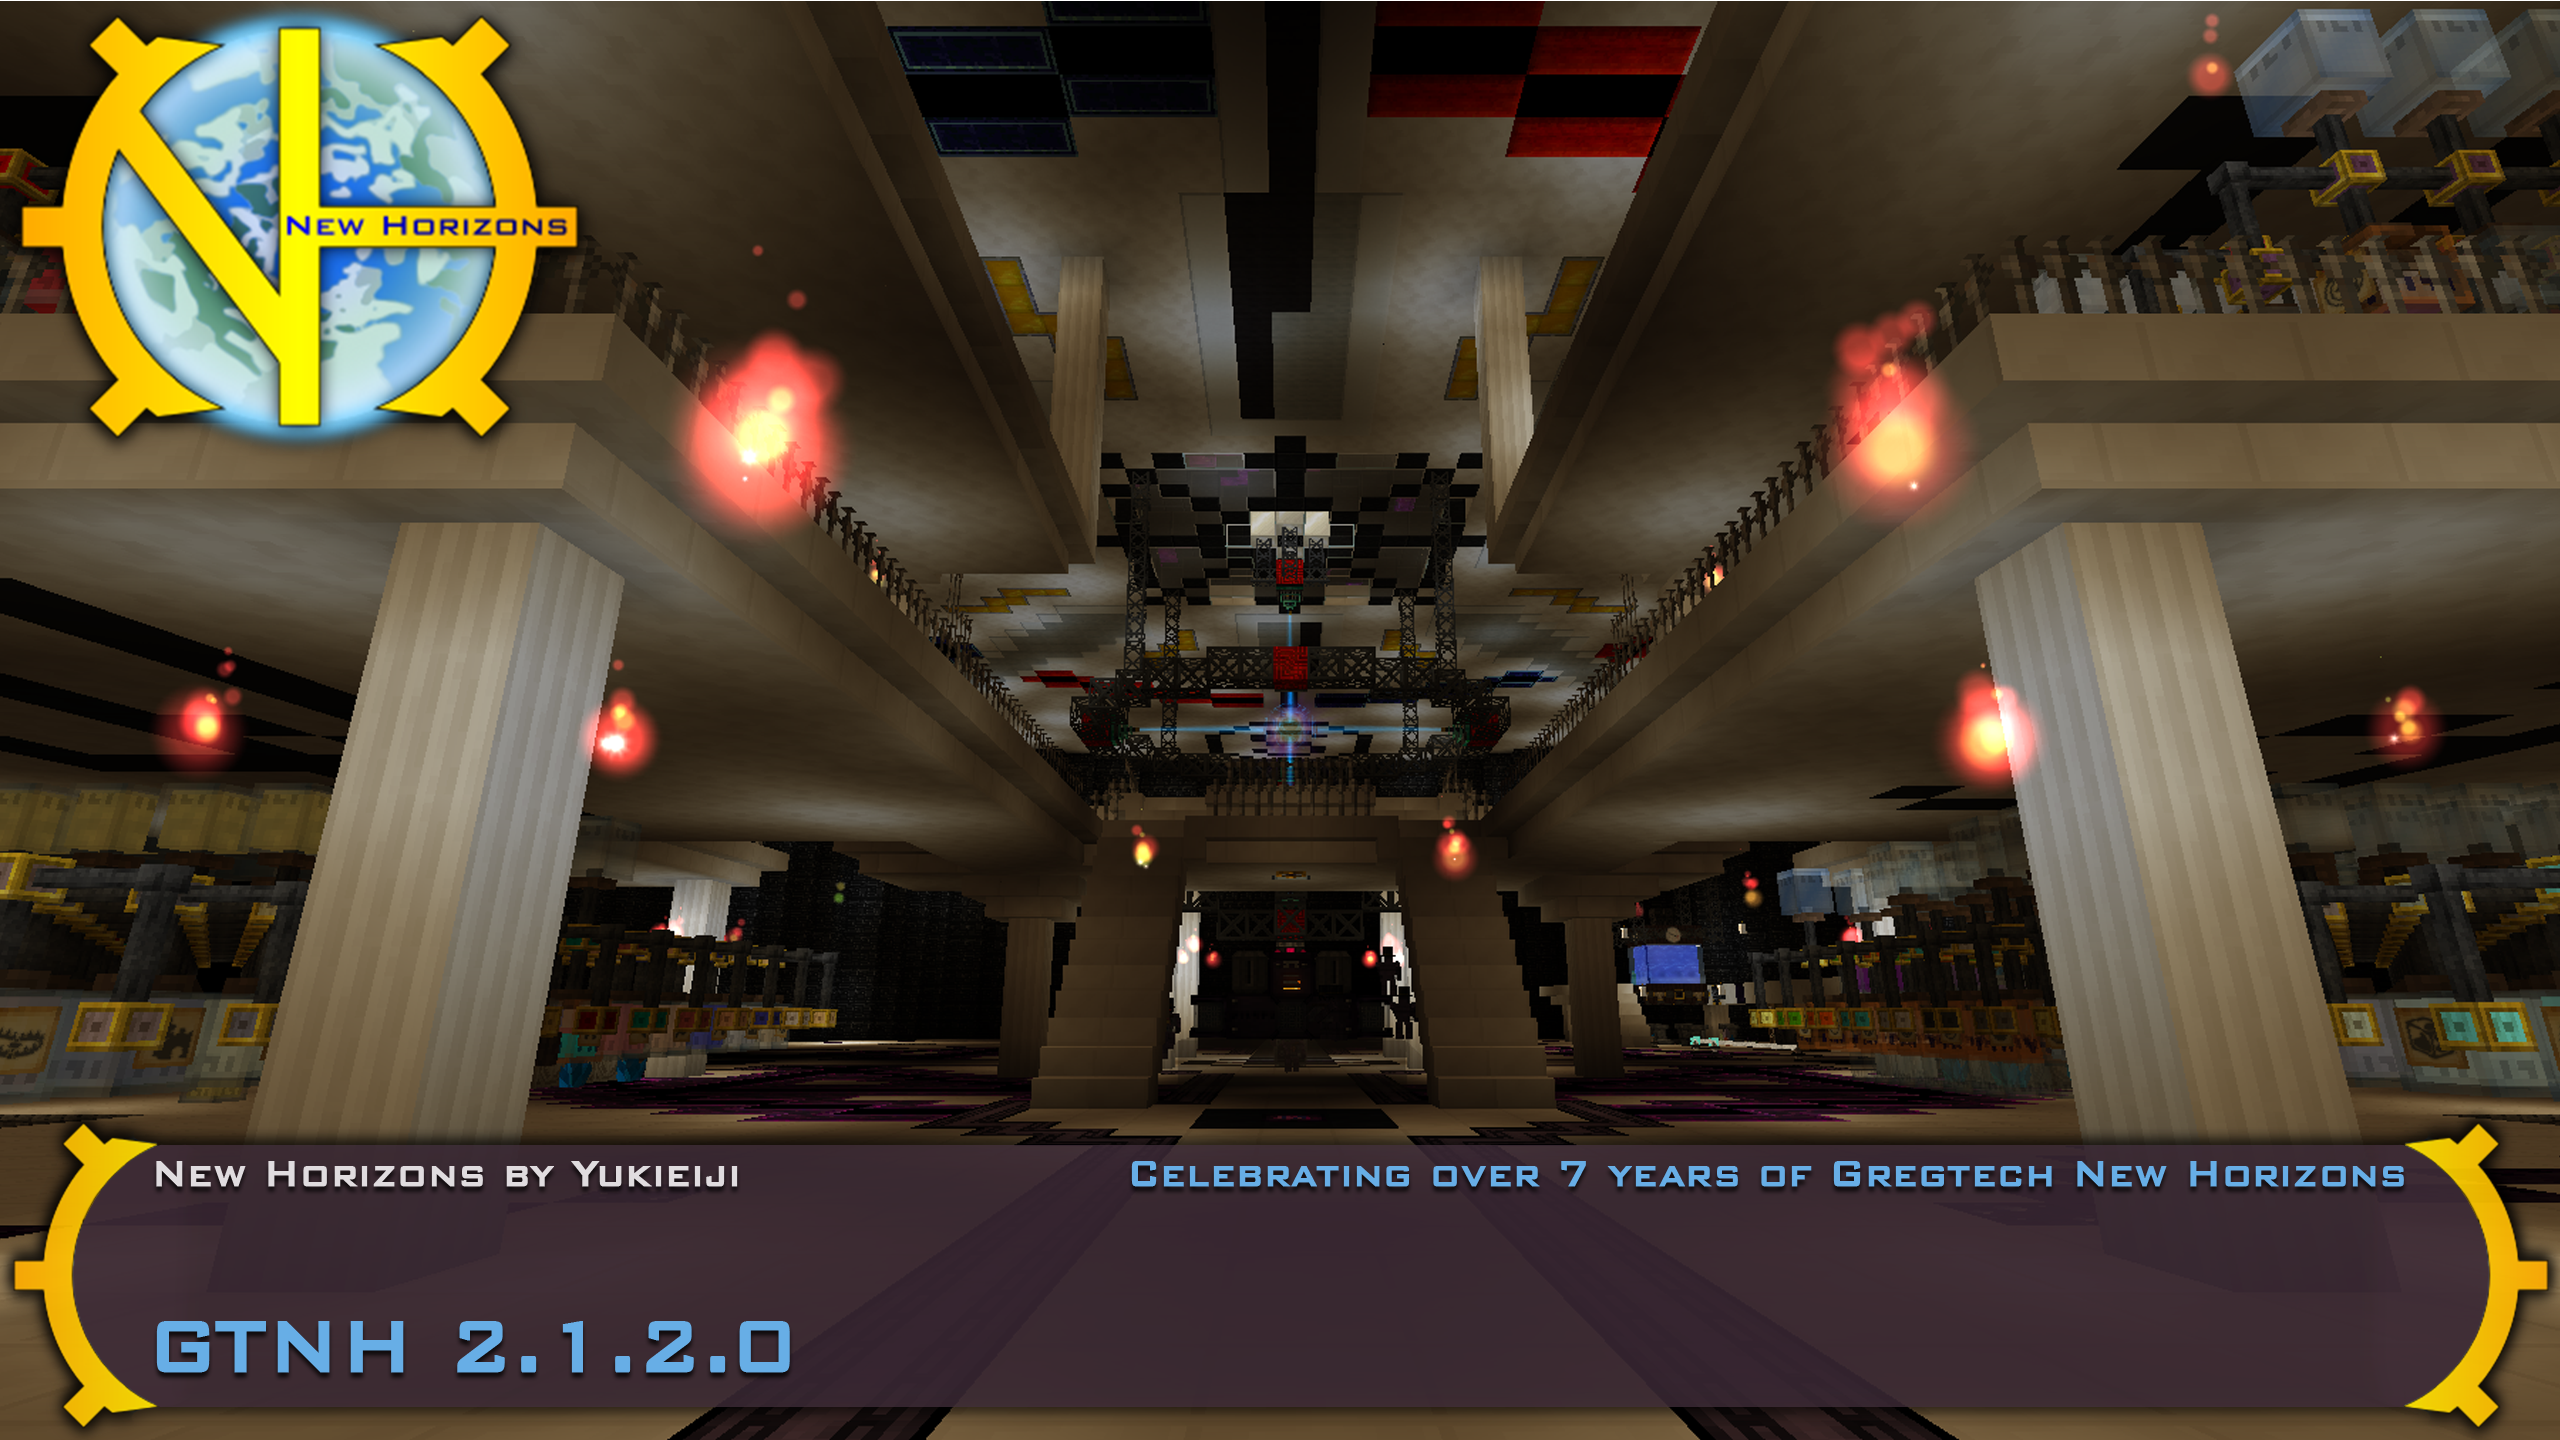 New Horizons
New Horizons by Yukieiji
Celebrating over 7 years of Gregtech New Horizons
GTNH 2.1.2.0